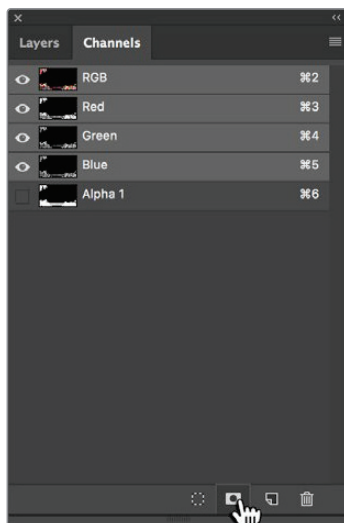 Layers Channels
RGB ⌘2
Red ⌘3
Green ⌘4
Blue ⌘5
Alpha 1 ⌘6